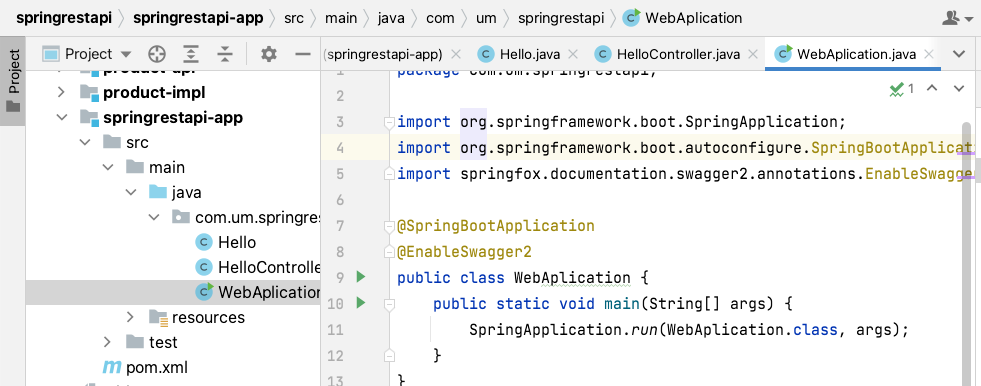 springrestapi springrestapi-app src main java com um springrestapi WebAplication
Project
Project
(springrestapi-app) Hello.java HelloController.java WebAplication.java
product-api
product-impl
springrestapi-app
src
main
java
com.um.springres
Hello
HelloControlle
WebAplication
resources
test
pom.xml
1
1 package com.um.springrestapi;
2
3 import org.springframework.boot.SpringApplication;
4 import org.springframework.boot.autoconfigure.SpringBootApplicat
5 import springfox.documentation.swagger2.annotations.EnableSwagge
6
7 @SpringBootApplication
8 @EnableSwagger2
9 public class WebAplication {
10 public static void main(String[] args) {
11 SpringApplication.run(WebAplication.class, args);
12 }
13 }